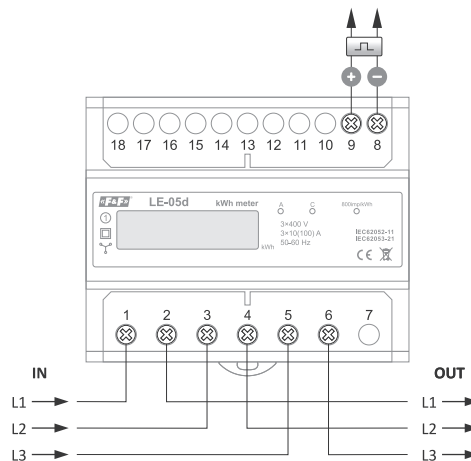 + −
18 17 16 15 14 13 12 11 10 9 8
«F&F» LE-05d kWh meter A C 800imp/kWh
1
3×400 V
3×10(100) A
50-60 Hz
kWh
IEC62052-11
IEC62053-21
CE
1 2 3 4 5 6 7
IN OUT
L1 L1
L2 L2
L3 L3